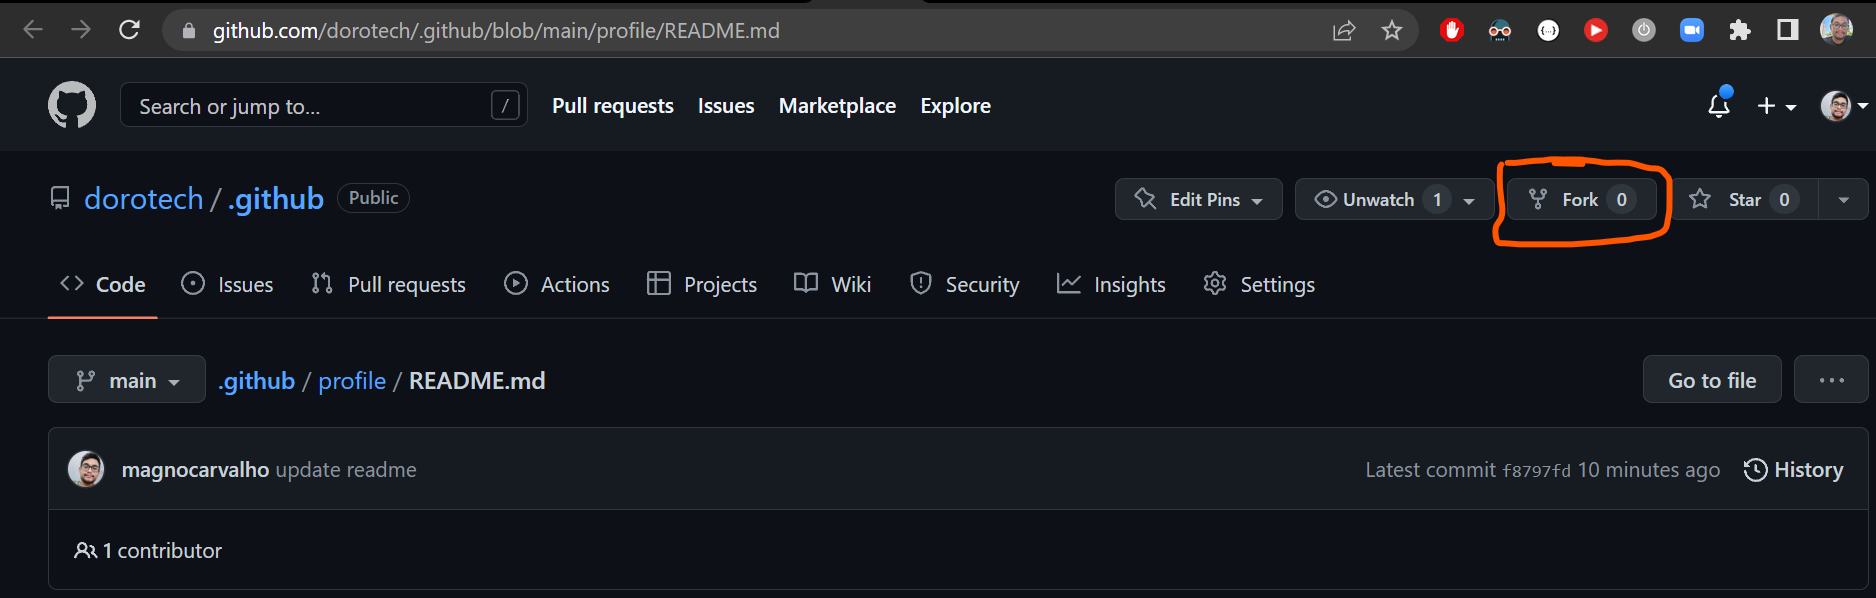 github.com/dorotech/.github/blob/main/profile/README.md
Search or jump to... / Pull requests Issues Marketplace Explore
dorotech / .github Public Edit Pins Unwatch 1 Fork 0 Star 0
Code Issues Pull requests Actions Projects Wiki Security Insights Settings
main .github / profile / README.md Go to file ...
magnocarvalho update readme Latest commit f8797fd 10 minutes ago History
1 contributor